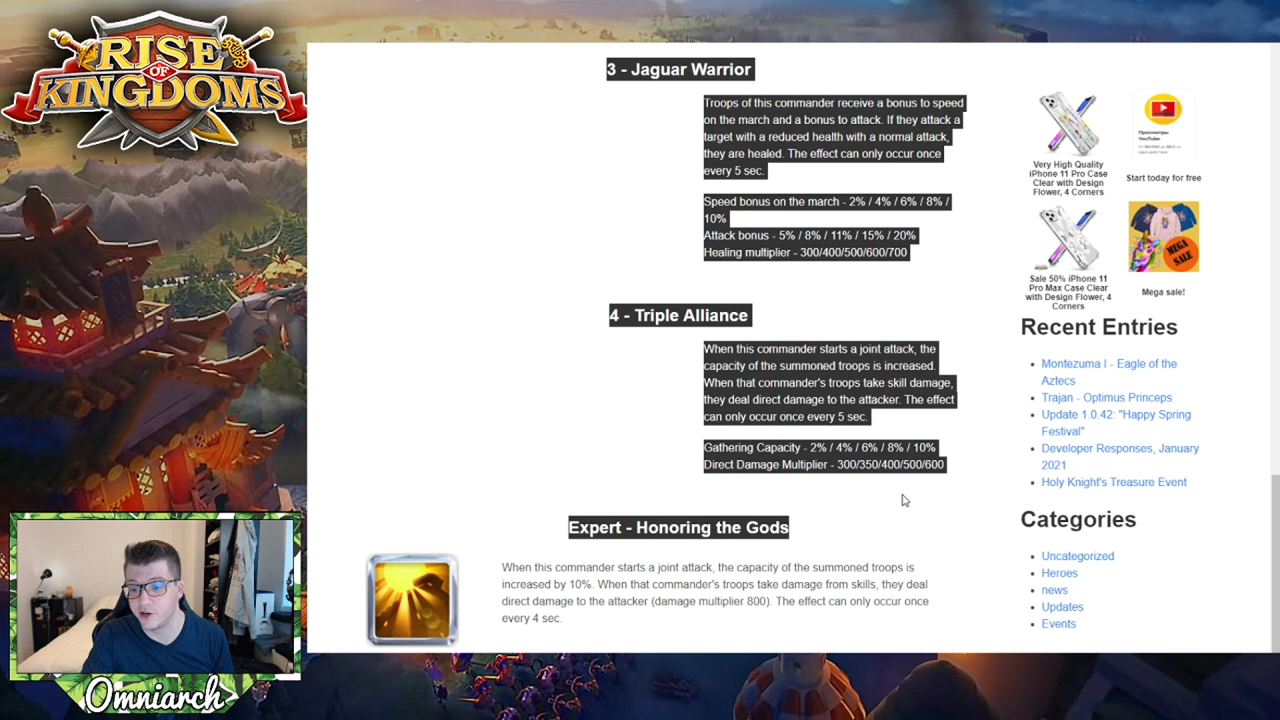 RISE
OF
KINGDOMS
3 - Jaguar Warrior
Troops of this commander receive a bonus to speed
on the march and a bonus to attack. If they attack a
target with a reduced health with a normal attack,
they are healed. The effect can only occur once
every 5 sec.
Speed bonus on the march - 2% / 4% / 6% / 8% /
10%
Attack bonus - 5% / 8% / 11% / 15% / 20%
Healing multiplier - 300/400/500/600/700
4 - Triple Alliance
When this commander starts a joint attack, the
capacity of the summoned troops is increased.
When that commander's troops take skill damage,
they deal direct damage to the attacker. The effect
can only occur once every 5 sec.
Gathering Capacity - 2% / 4% / 6% / 8% / 10%
Direct Damage Multiplier - 300/350/400/500/600
Expert - Honoring the Gods
When this commander starts a joint attack, the capacity of the summoned troops is
increased by 10%. When that commander's troops take damage from skills, they deal
direct damage to the attacker (damage multiplier 800). The effect can only occur once
every 4 sec.
Very High Quality
iPhone 11 Pro Case
Clear with Design
Flower, 4 Corners
Просмотры
YouTube
Start today for free
Sale 50% iPhone 11
Pro Max Case Clear
with Design Flower, 4
Corners
MEGA
SALE
Mega sale!
Recent Entries
Montezuma I - Eagle of the
Aztecs
Trajan - Optimus Princeps
Update 1.0.42: "Happy Spring
Festival"
Developer Responses, January
2021
Holy Knight's Treasure Event
Categories
Uncategorized
Heroes
news
Updates
Events
Omniarch